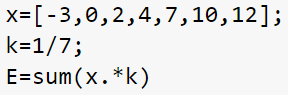 x=[-3,0,2,4,7,10,12];
k=1/7;
E=sum(x.*k)